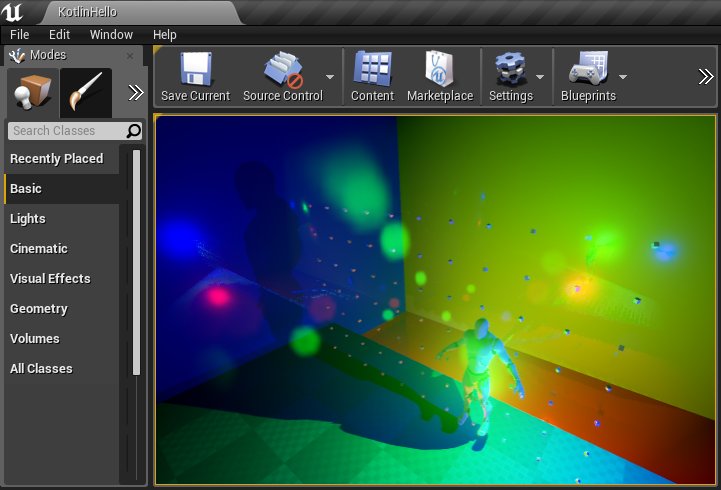 KotlinHello
File Edit Window Help
Modes
Save Current Source Control Content Marketplace Settings Blueprints
Search Classes
Recently Placed
Basic
Lights
Cinematic
Visual Effects
Geometry
Volumes
All Classes